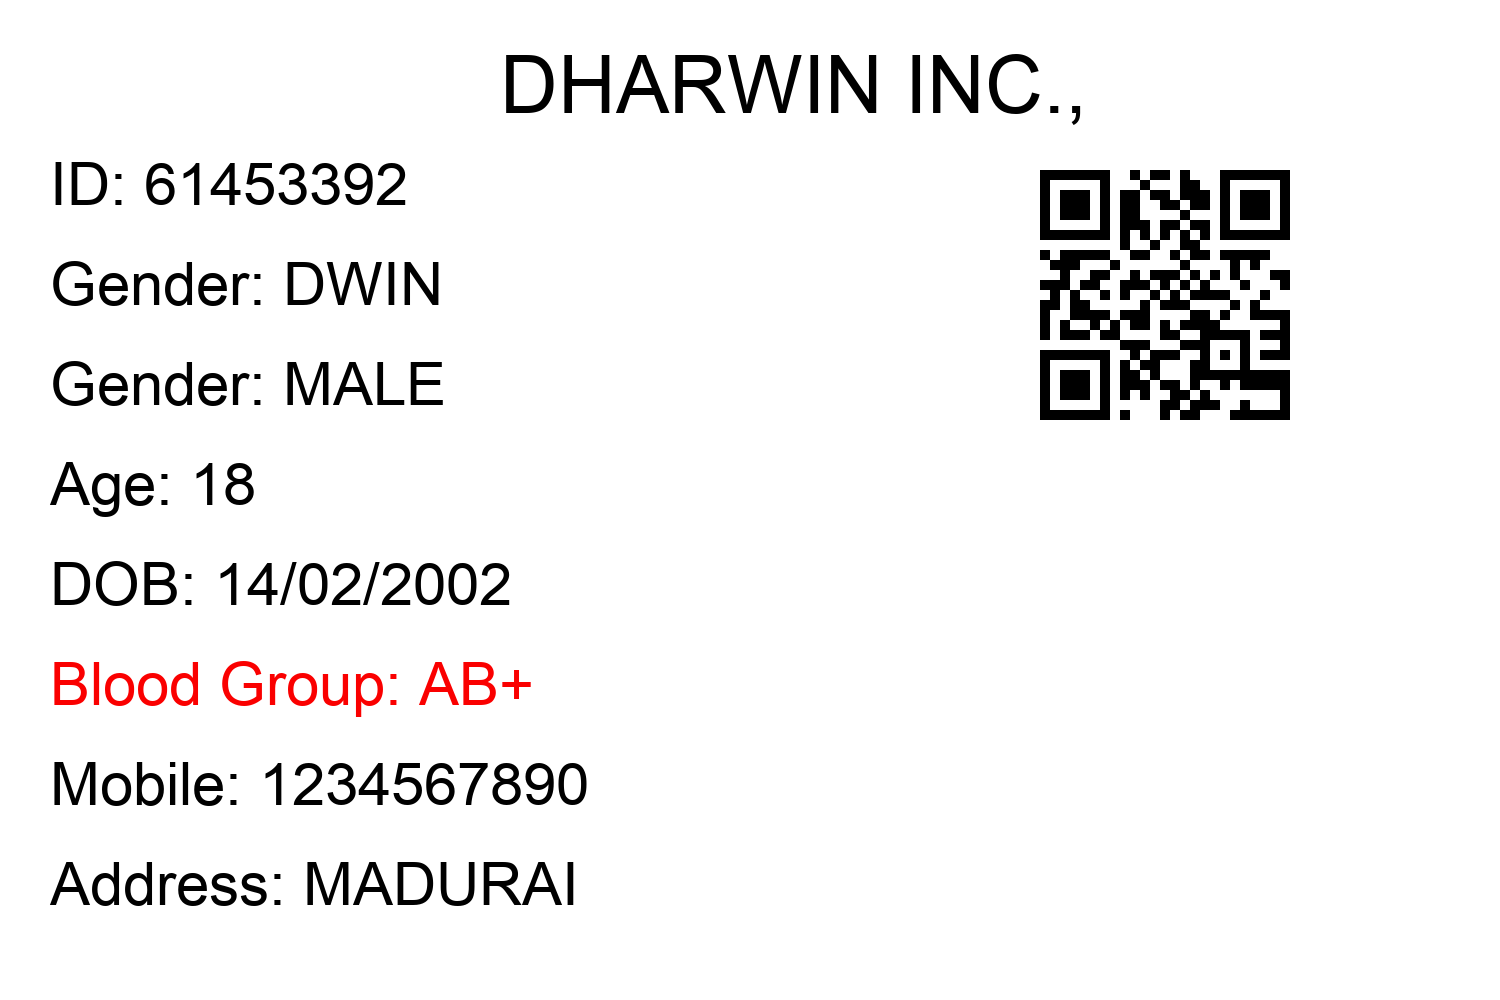 DHARWIN INC.,
ID: 61453392
Gender: DWIN
Gender: MALE
Age: 18
DOB: 14/02/2002
Blood Group: AB+
Mobile: 1234567890
Address: MADURAI